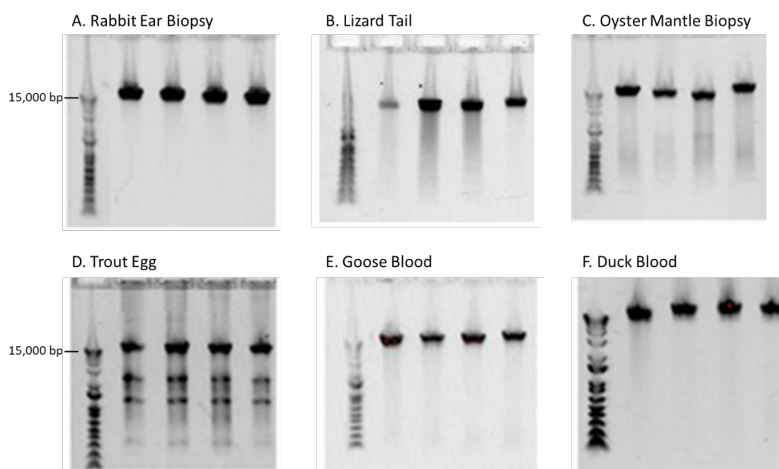 A. Rabbit Ear Biopsy
B. Lizard Tail
C. Oyster Mantle Biopsy
15,000 bp
D. Trout Egg
E. Goose Blood
F. Duck Blood
15,000 bp